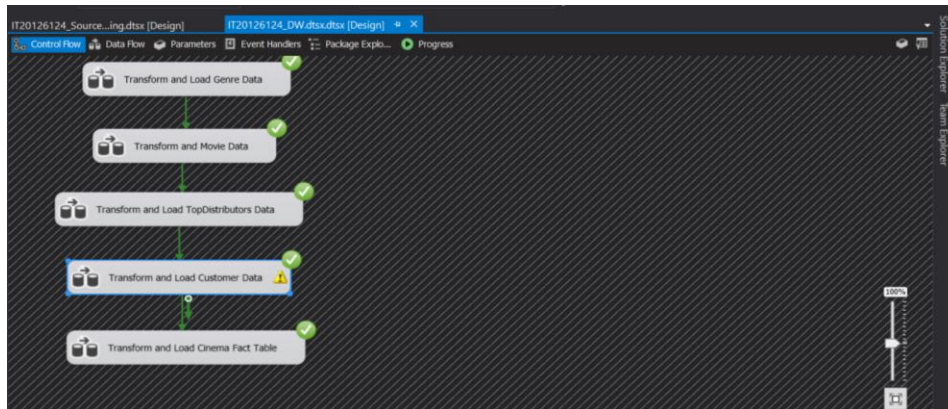 IT20126124_Source...ing.dtsx [Design]
IT20126124_DW.dtsx.dtsx [Design]
Control Flow
Data Flow
Parameters
Event Handlers
Package Explo...
Progress
Solution Explorer
Team Explorer
Transform and Load Genre Data
Transform and Movie Data
Transform and Load TopDistributors Data
Transform and Load Customer Data
Transform and Load Cinema Fact Table
100%